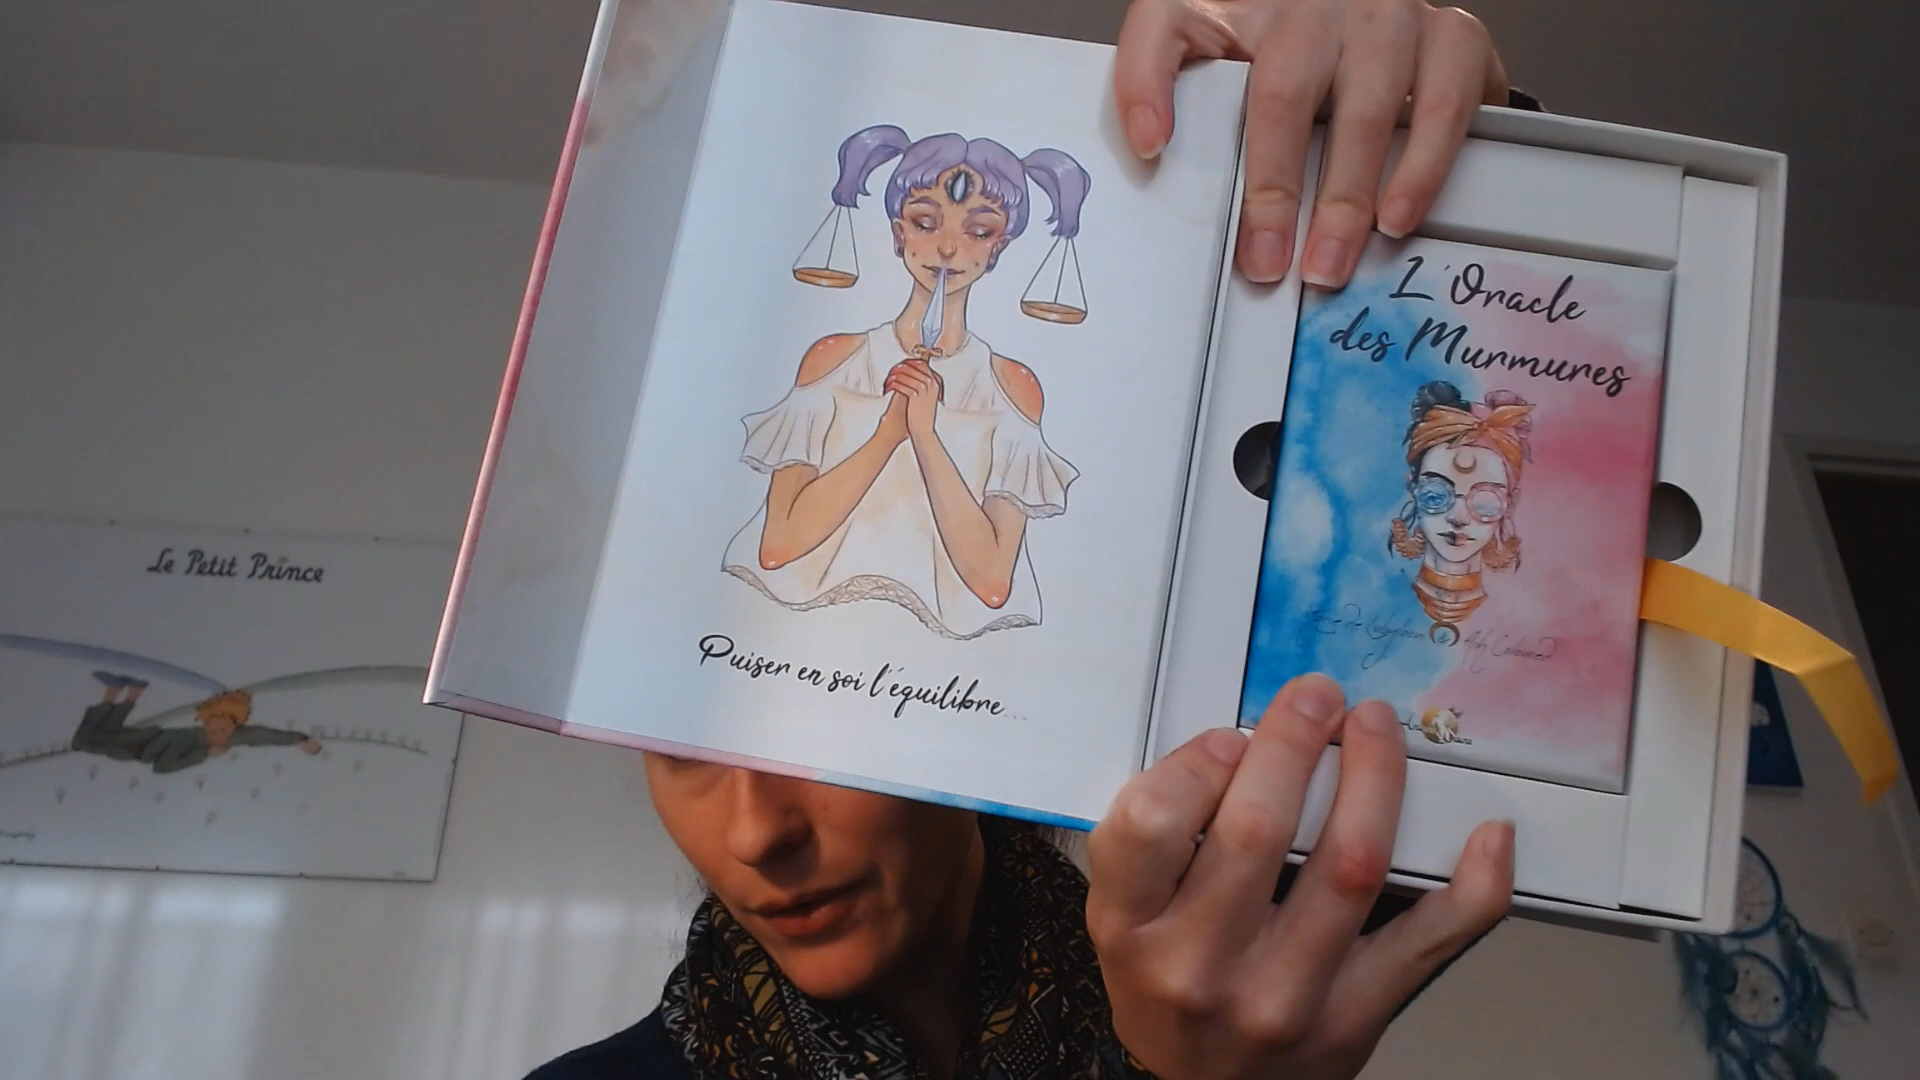 Le Petit Prince
Puiser en soi l'équilibre...
L'Oracle
des Murmures